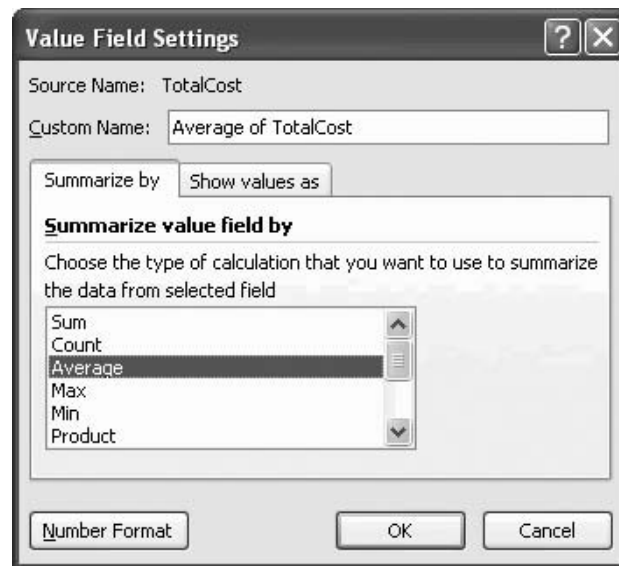 Value Field Settings
Source Name: TotalCost
Custom Name: Average of TotalCost
Summarize by Show values as
Summarize value field by
Choose the type of calculation that you want to use to summarize
the data from selected field
Sum
Count
Average
Max
Min
Product
Number Format OK Cancel